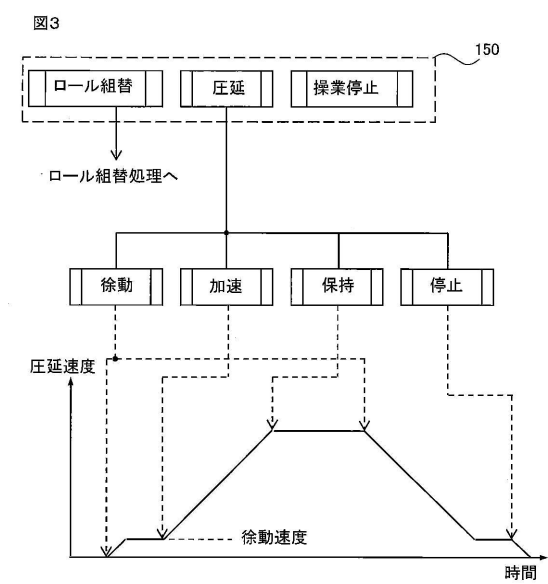 図3
150
ロール組替
圧延
操業停止
ロール組替処理へ
徐動
加速
保持
停止
圧延速度
徐動速度
時間